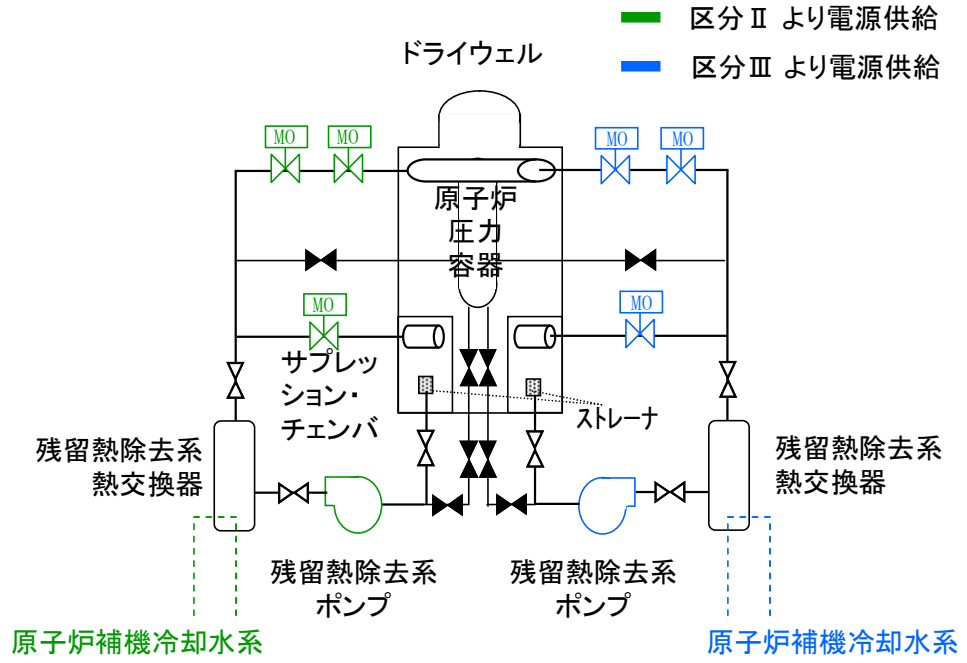 区分Ⅱ より電源供給
区分Ⅲ より電源供給
ドライウェル
MO
MO
MO
MO
原子炉
圧力
容器
MO
MO
サプレッ
ション・
チェンバ
ストレーナ
残留熱除去系
熱交換器
残留熱除去系
熱交換器
残留熱除去系
ポンプ
残留熱除去系
ポンプ
原子炉補機冷却水系
原子炉補機冷却水系